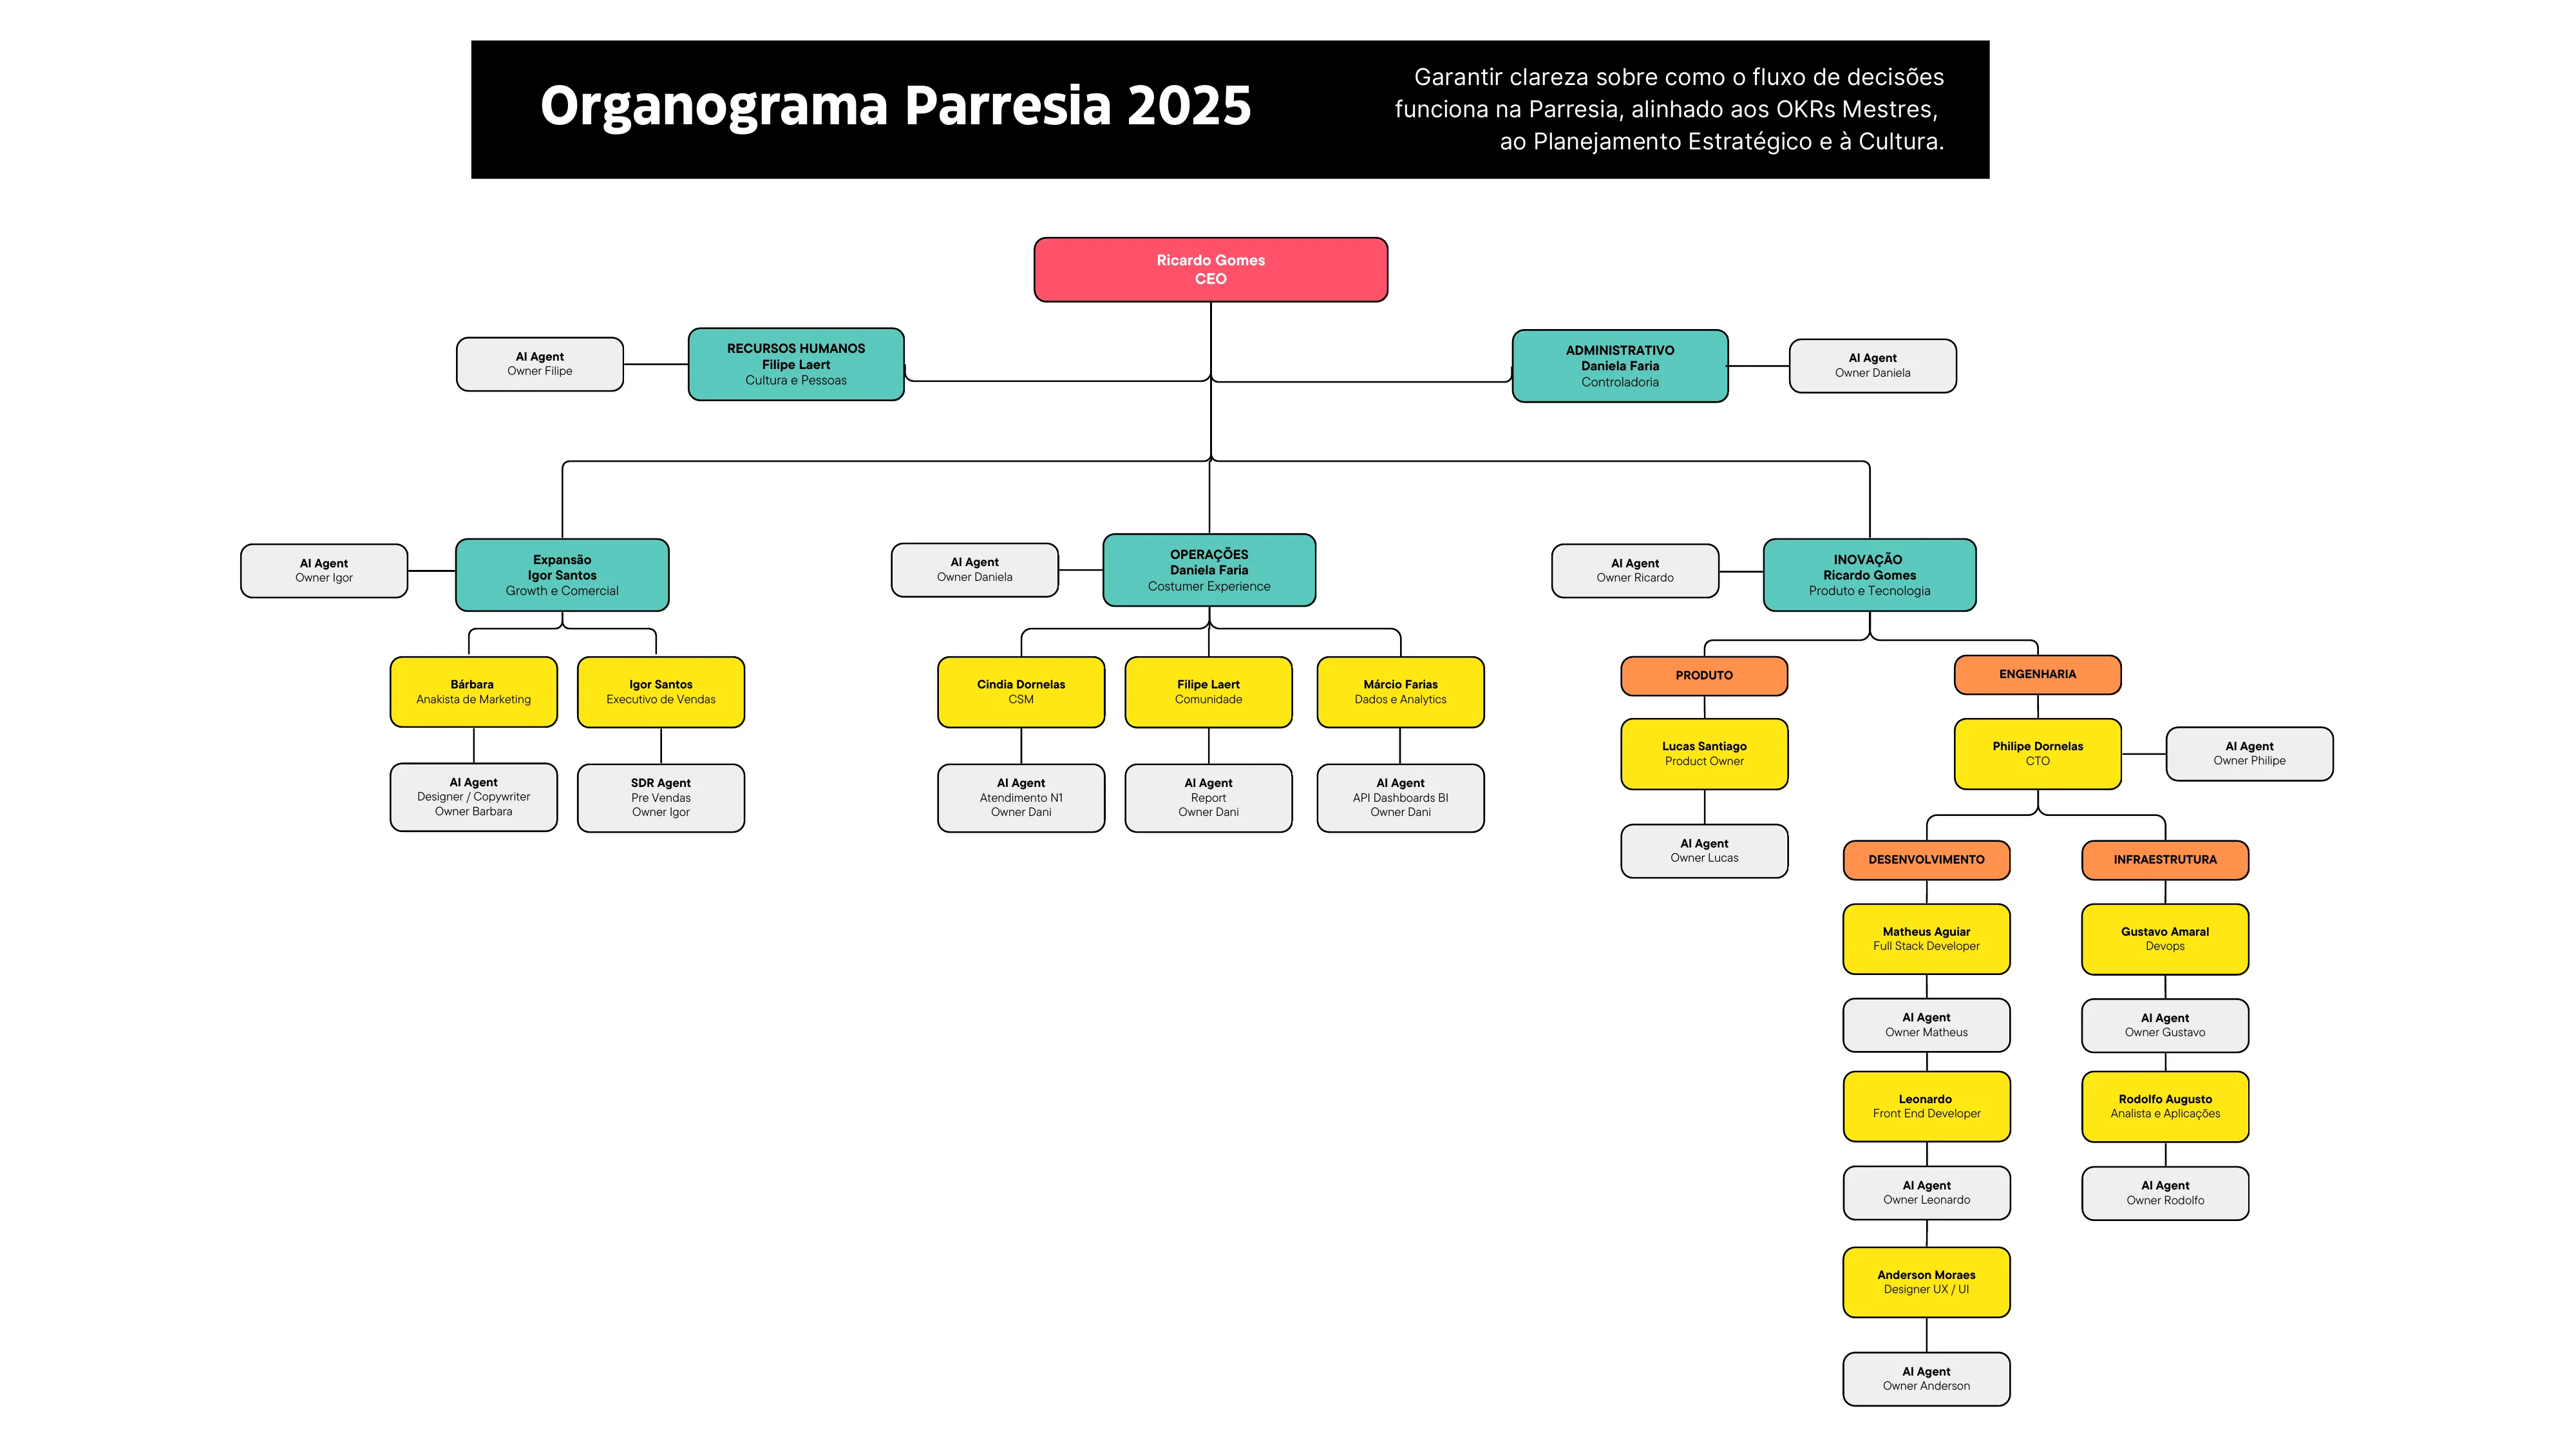 Organograma Parresia 2025
Garantir clareza sobre como o fluxo de decisões
funciona na Parresia, alinhado aos OKRs Mestres,
ao Planejamento Estratégico e à Cultura.
Ricardo Gomes
CEO
AI Agent
Owner Filipe
RECURSOS HUMANOS
Filipe Laert
Cultura e Pessoas
ADMINISTRATIVO
Daniela Faria
Controladoria
AI Agent
Owner Daniela
AI Agent
Owner Igor
Expansão
Igor Santos
Growth e Comercial
AI Agent
Owner Daniela
OPERAÇÕES
Daniela Faria
Costumer Experience
AI Agent
Owner Ricardo
INOVAÇÃO
Ricardo Gomes
Produto e Tecnologia
Bárbara
Anakista de Marketing
Igor Santos
Executivo de Vendas
Cindia Dornelas
CSM
Filipe Laert
Comunidade
Márcio Farias
Dados e Analytics
PRODUTO
ENGENHARIA
AI Agent
Designer / Copywriter
Owner Barbara
SDR Agent
Pre Vendas
Owner Igor
AI Agent
Atendimento N1
Owner Dani
AI Agent
Report
Owner Dani
AI Agent
API Dashboards BI
Owner Dani
Lucas Santiago
Product Owner
Philipe Dornelas
CTO
AI Agent
Owner Philipe
AI Agent
Owner Lucas
DESENVOLVIMENTO
INFRAESTRUTURA
Matheus Aguiar
Full Stack Developer
Gustavo Amaral
Devops
AI Agent
Owner Matheus
AI Agent
Owner Gustavo
Leonardo
Front End Developer
Rodolfo Augusto
Analista e Aplicações
AI Agent
Owner Leonardo
AI Agent
Owner Rodolfo
Anderson Moraes
Designer UX / UI
AI Agent
Owner Anderson